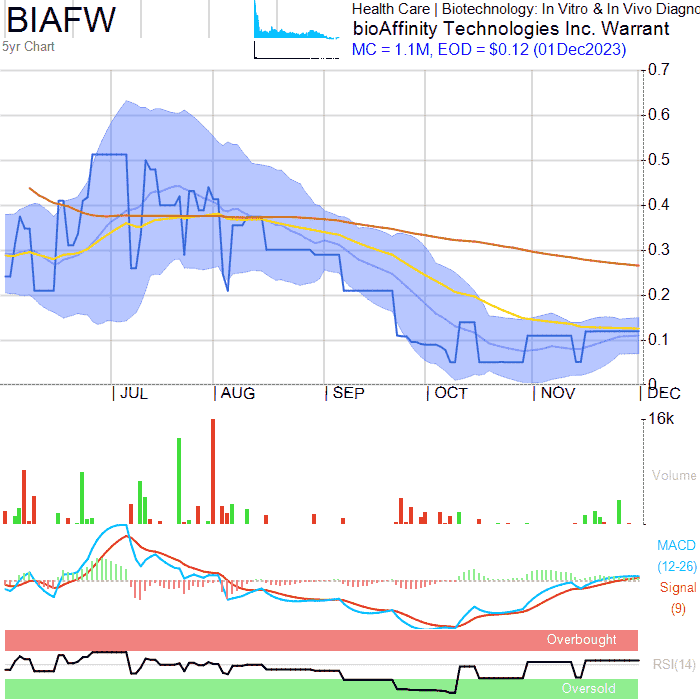 BIAFW
5yr Chart
Health Care | Biotechnology: In Vitro & In Vivo Diagno
bioAffinity Technologies Inc. Warrant
MC = 1.1M, EOD = $0.12 (01Dec2023)
0.7
0.6
0.5
0.4
0.3
0.2
0.1
0
JUL
AUG
SEP
OCT
NOV
DEC
16k
Volume
MACD
(12-26)
Signal
(9)
Overbought
RSI(14)
Oversold